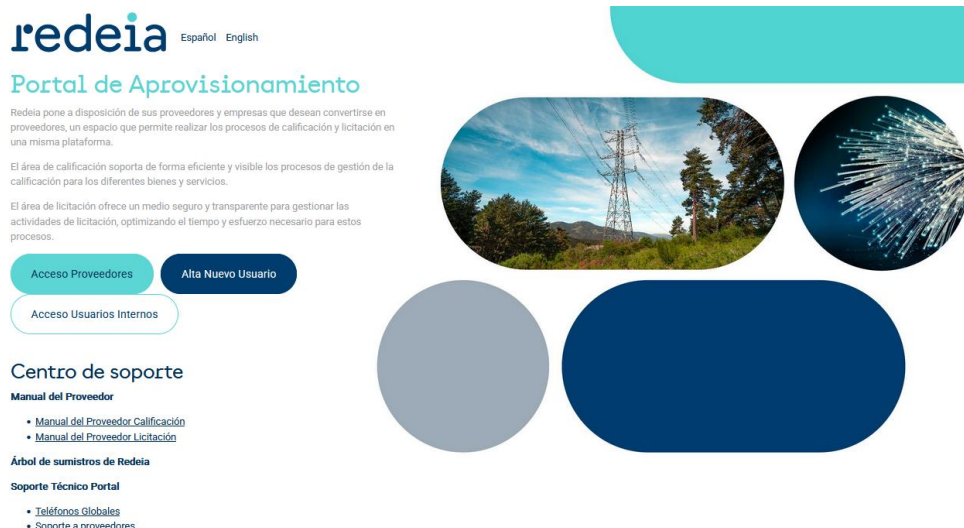 redeia
Español English
Portal de Aprovisionamiento
Redeia pone a disposición de sus proveedores y empresas que desean convertirse en
proveedores, un espacio que permite realizar los procesos de calificación y licitación en
una misma plataforma.
El área de calificación soporta de forma eficiente y visible los procesos de gestión de la
calificación para los diferentes bienes y servicios.
El área de licitación ofrece un medio seguro y transparente para gestionar las
actividades de licitación, optimizando el tiempo y esfuerzo necesario para estos
procesos.
Acceso Proveedores Alta Nuevo Usuario
Acceso Usuarios Internos
Centro de soporte
Manual del Proveedor
• Manual del Proveedor Calificación
• Manual del Proveedor Licitación
Árbol de sumistros de Redeia
Soporte Técnico Portal
• Teléfonos Globales
• Soporte a proveedores